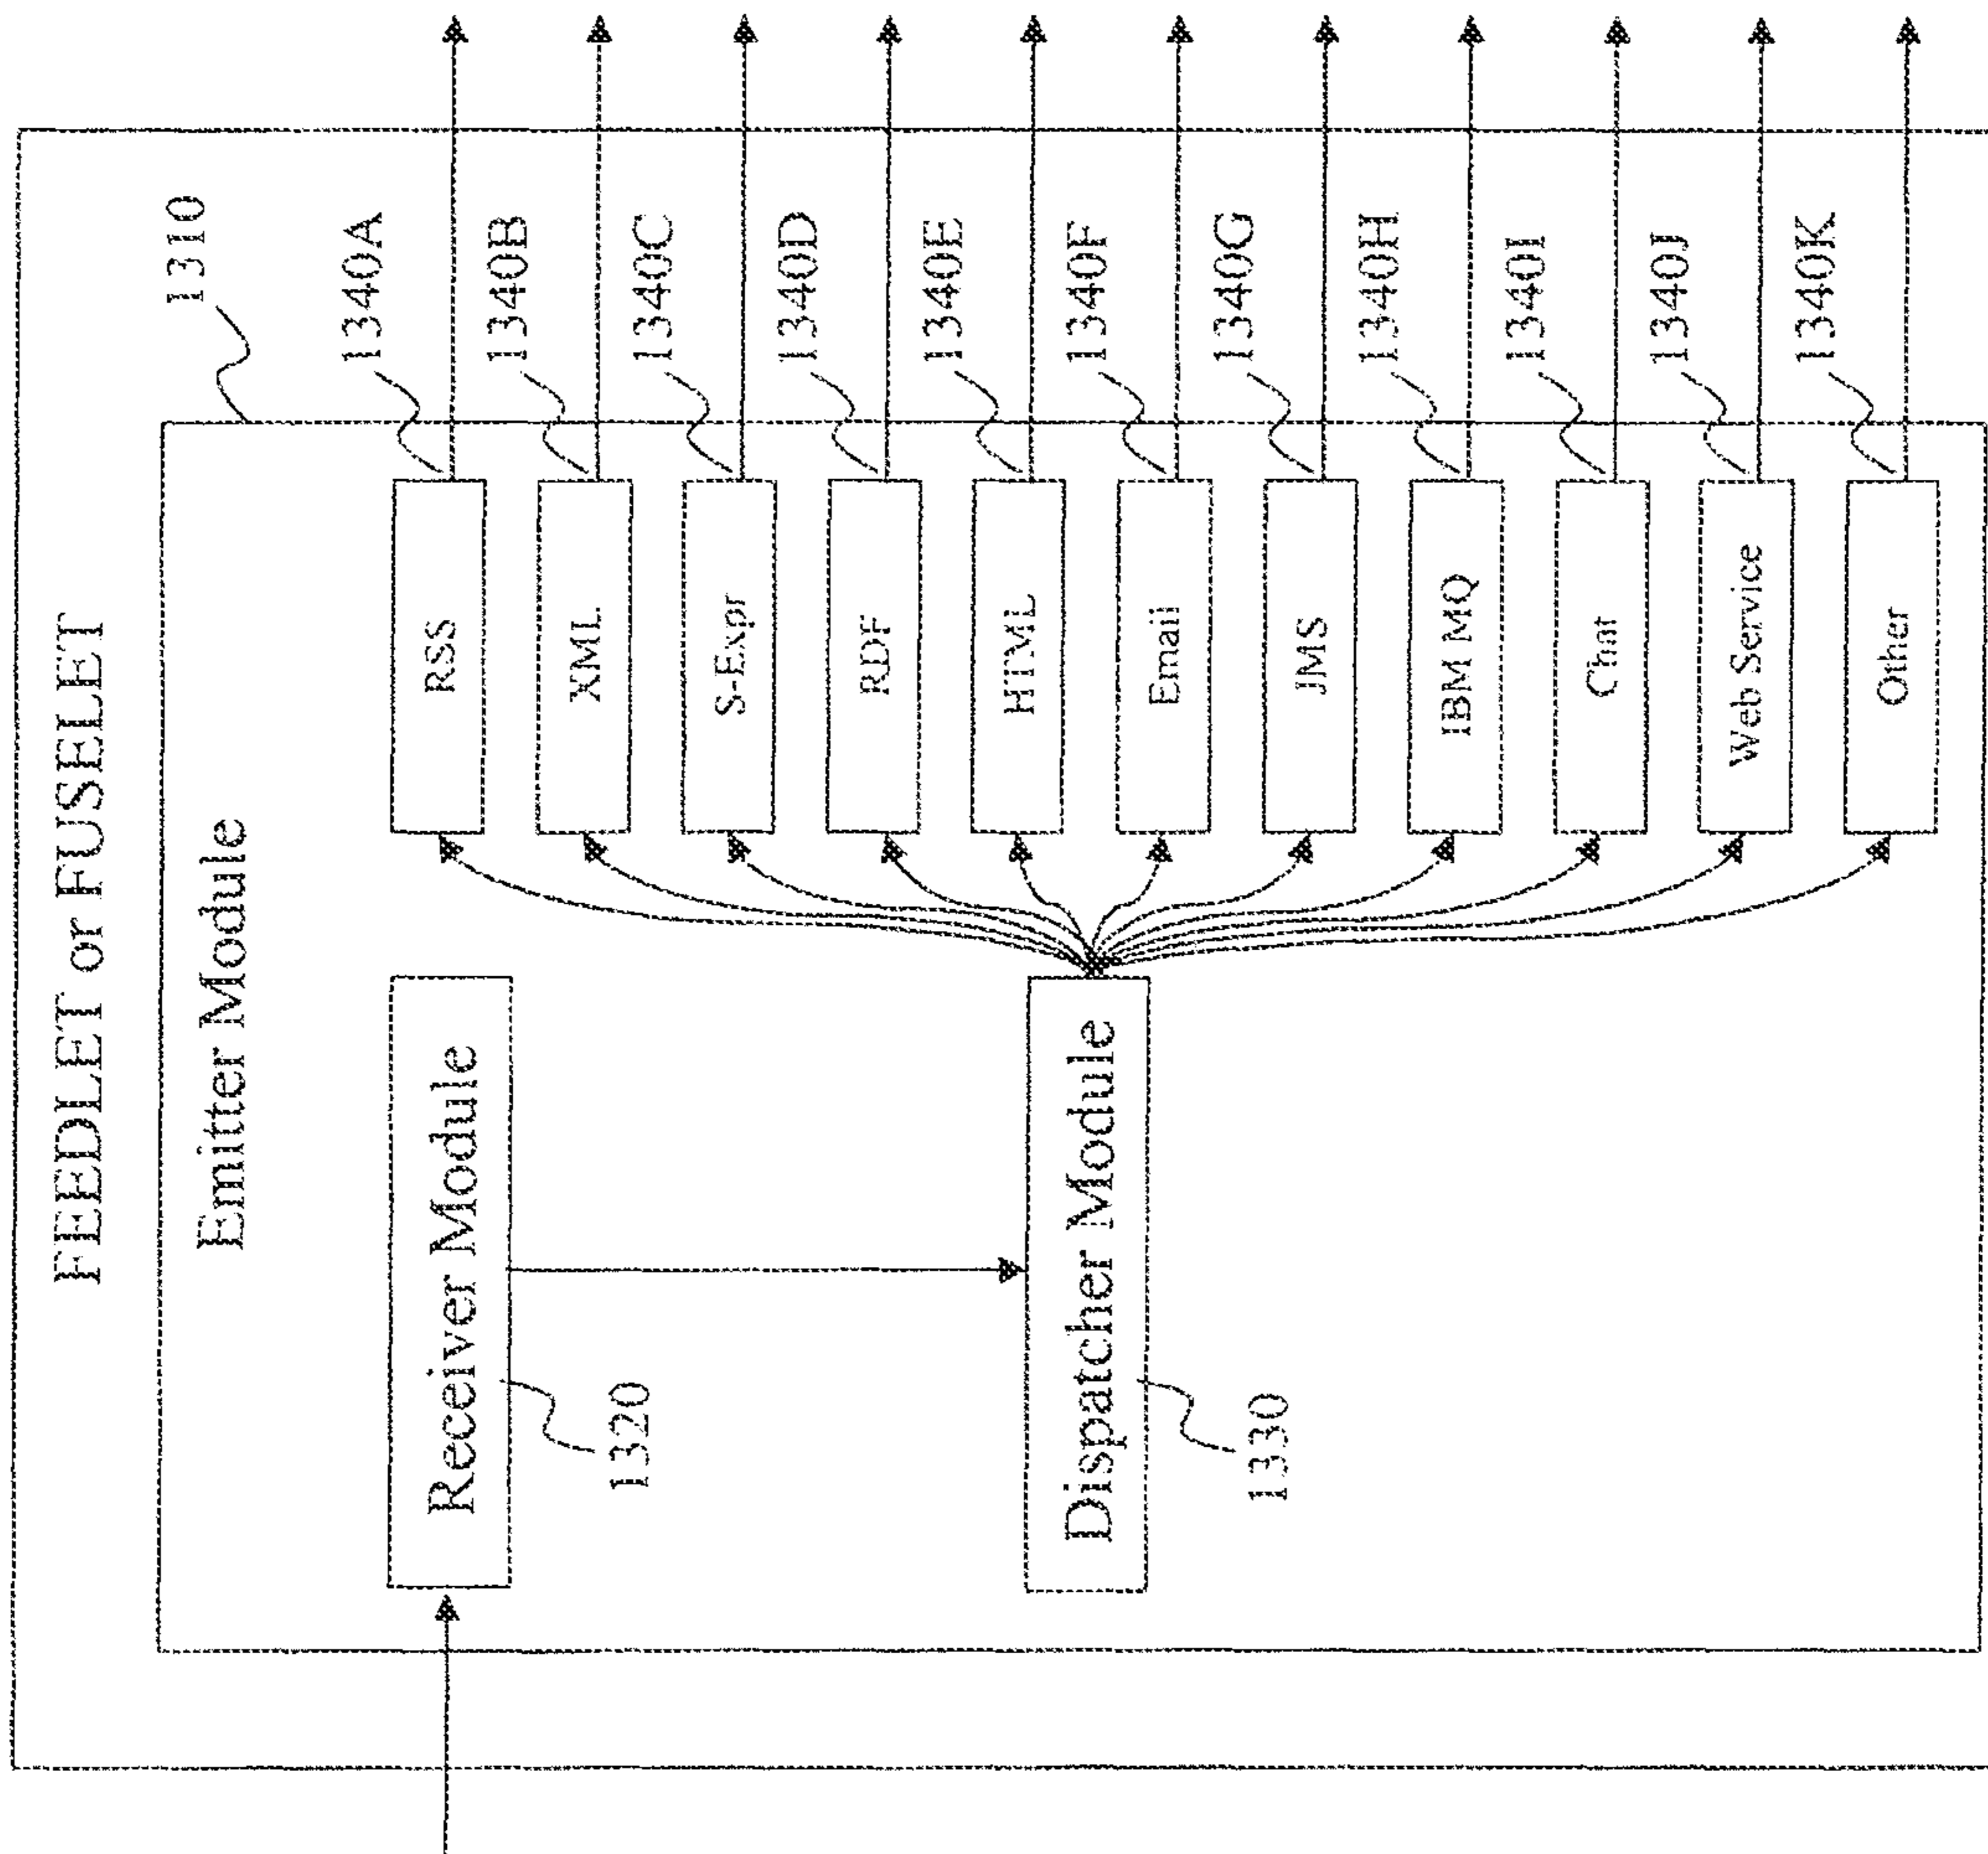 FEEDLET or FUSELET
1310
Emitter Module
Receiver Module
1320
Dispatcher Module
1330
RSS
1340A
XML
1340B
S-Expr
1340C
RDF
1340D
HTML
1340E
Email
1340F
JMS
1340G
IBM MQ
1340H
Chat
1340I
Web Service
1340J
Other
1340K